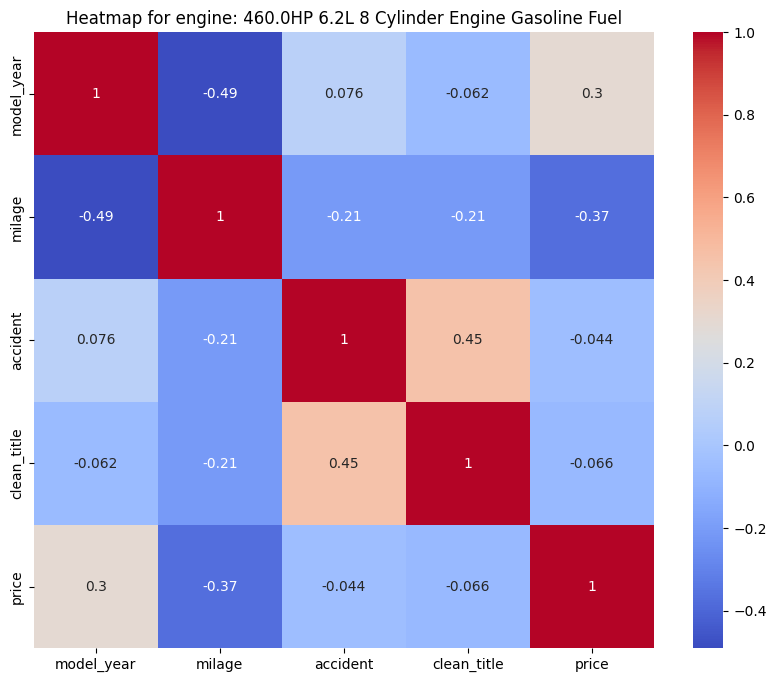 Heatmap for engine: 460.0HP 6.2L 8 Cylinder Engine Gasoline Fuel
model_year 1 -0.49 0.076 -0.062 0.3
milage -0.49 1 -0.21 -0.21 -0.37
accident 0.076 -0.21 1 0.45 -0.044
clean_title -0.062 -0.21 0.45 1 -0.066
price 0.3 -0.37 -0.044 -0.066 1
model_year milage accident clean_title price
1.0
0.8
0.6
0.4
0.2
0.0
−0.2
−0.4